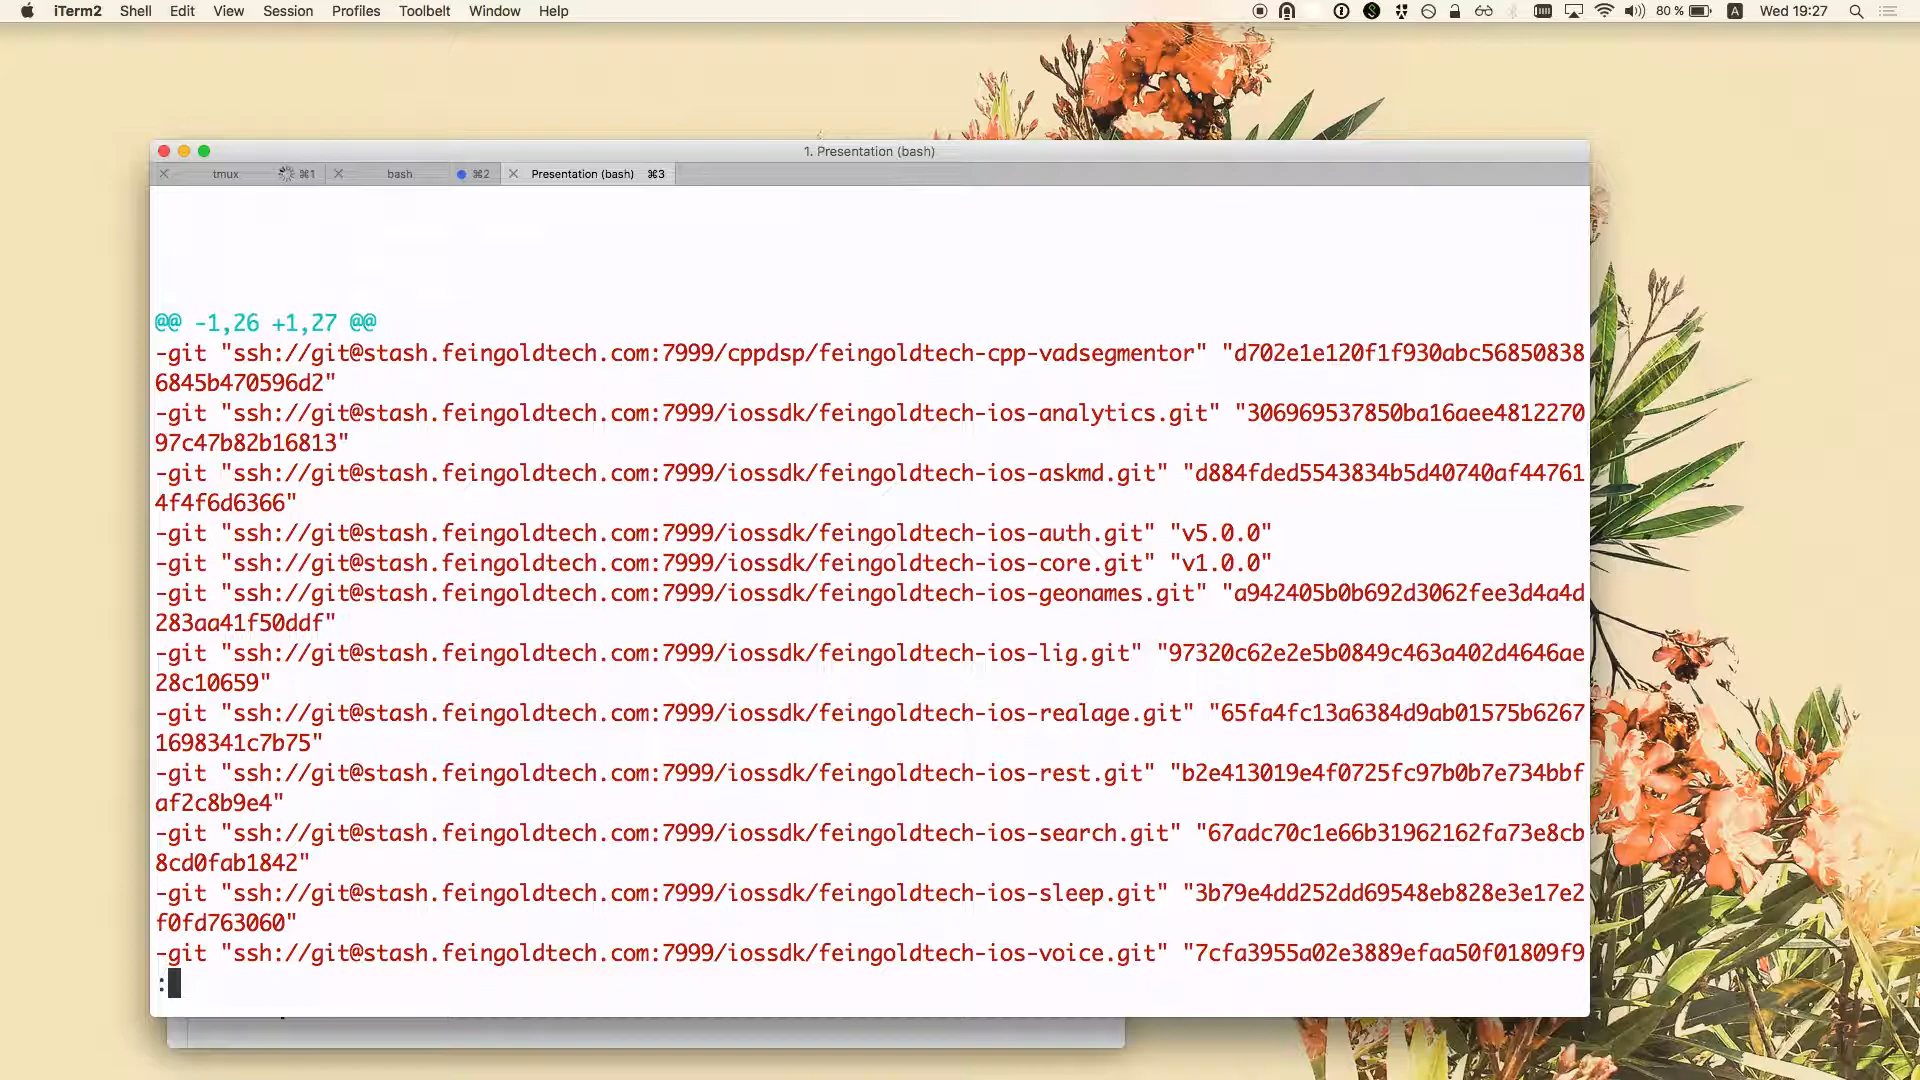 iTerm2 Shell Edit View Session Profiles Toolbelt Window Help 80 % A Wed 19:27
1. Presentation (bash)
tmux ⌘1 bash ⌘2 Presentation (bash) ⌘3
@@ -1,26 +1,27 @@
-git "ssh://git@stash.feingoldtech.com:7999/cppdsp/feingoldtech-cpp-vadsegmentor" "d702e1e120f1f930abc56850838
6845b470596d2"
-git "ssh://git@stash.feingoldtech.com:7999/iossdk/feingoldtech-ios-analytics.git" "306969537850ba16aee4812270
97c47b82b16813"
-git "ssh://git@stash.feingoldtech.com:7999/iossdk/feingoldtech-ios-askmd.git" "d884fded5543834b5d40740af44761
4f4f6d6366"
-git "ssh://git@stash.feingoldtech.com:7999/iossdk/feingoldtech-ios-auth.git" "v5.0.0"
-git "ssh://git@stash.feingoldtech.com:7999/iossdk/feingoldtech-ios-core.git" "v1.0.0"
-git "ssh://git@stash.feingoldtech.com:7999/iossdk/feingoldtech-ios-geonames.git" "a942405b0b692d3062fee3d4a4d
283aa41f50ddf"
-git "ssh://git@stash.feingoldtech.com:7999/iossdk/feingoldtech-ios-lig.git" "97320c62e2e5b0849c463a402d4646ae
28c10659"
-git "ssh://git@stash.feingoldtech.com:7999/iossdk/feingoldtech-ios-realage.git" "65fa4fc13a6384d9ab01575b6267
1698341c7b75"
-git "ssh://git@stash.feingoldtech.com:7999/iossdk/feingoldtech-ios-rest.git" "b2e413019e4f0725fc97b0b7e734bbf
af2c8b9e4"
-git "ssh://git@stash.feingoldtech.com:7999/iossdk/feingoldtech-ios-search.git" "67adc70c1e66b31962162fa73e8cb
8cd0fab1842"
-git "ssh://git@stash.feingoldtech.com:7999/iossdk/feingoldtech-ios-sleep.git" "3b79e4dd252dd69548eb828e3e17e2
f0fd763060"
-git "ssh://git@stash.feingoldtech.com:7999/iossdk/feingoldtech-ios-voice.git" "7cfa3955a02e3889efaa50f01809f9
: